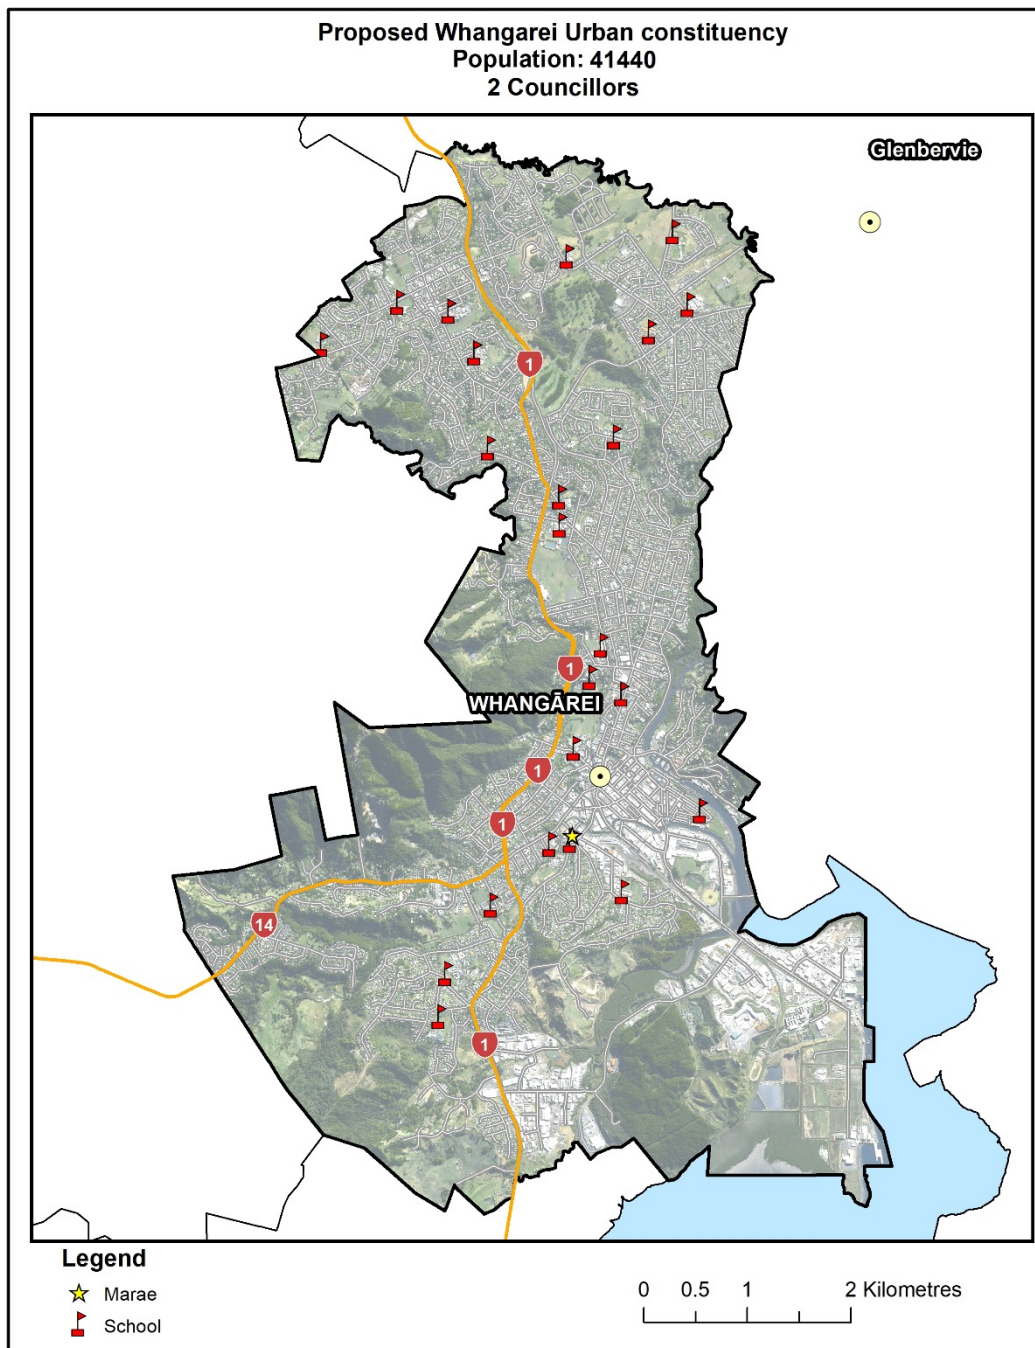 Proposed Whangarei Urban constituency
Population: 41440
2 Councillors
Glenbervie
1
1
WHANGĀREI
1
1
14
1
Legend
Marae
School
0 0.5 1 2 Kilometres